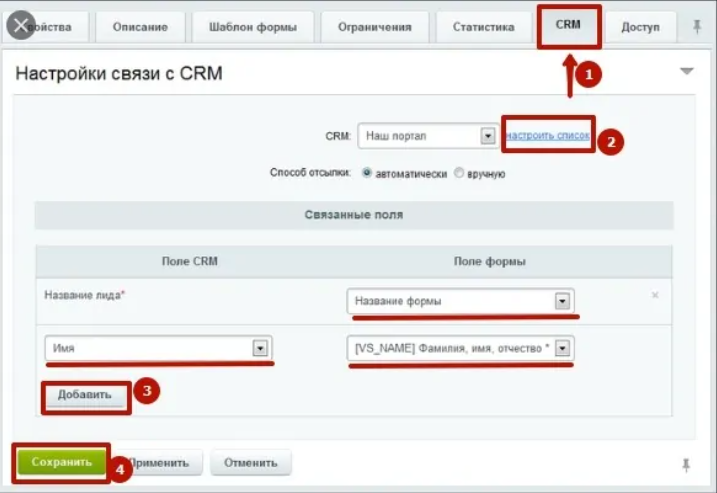 Свойства Описание Шаблон формы Ограничения Статистика CRM Доступ
1
Настройки связи с CRM
CRM: Наш портал настроить список
2
Способ отсылки: автоматически вручную
Связанные поля
Поле CRM Поле формы
Название лида* Название формы
Имя [VS_NAME] Фамилия, имя, отчество *
Добавить 3
Сохранить 4 Применить Отменить